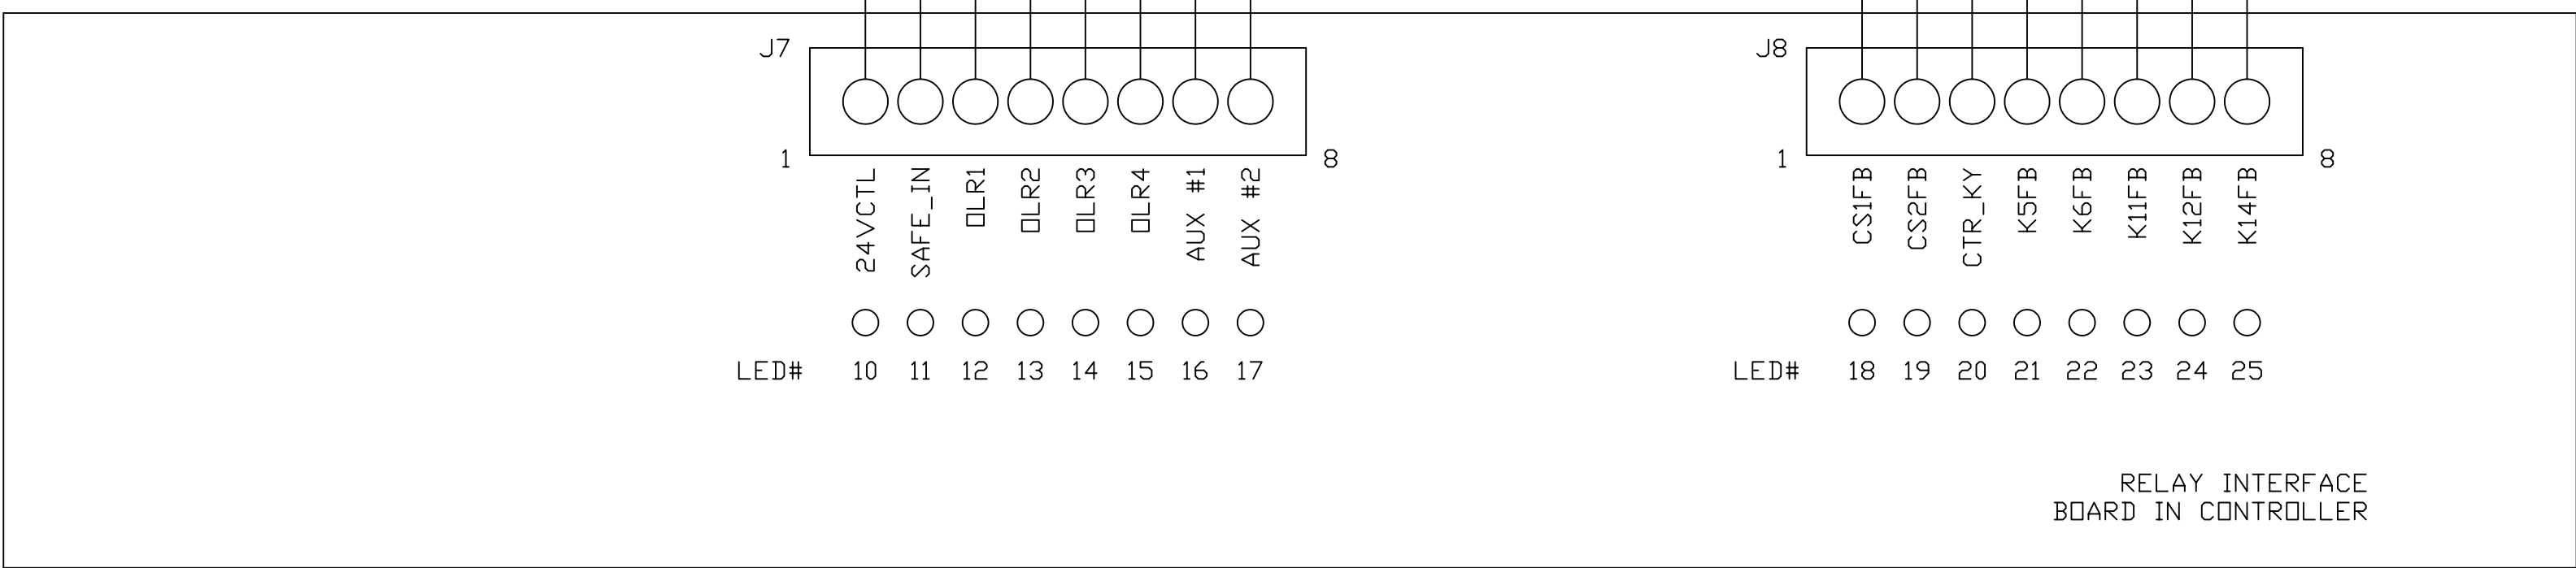 J7
J8
1
8
1
8
24VCTL
SAFE_IN
OLR1
OLR2
OLR3
OLR4
AUX #1
AUX #2
CS1FB
CS2FB
CTR_KY
K5FB
K6FB
K11FB
K12FB
K14FB
LED# 10 11 12 13 14 15 16 17
LED# 18 19 20 21 22 23 24 25
RELAY INTERFACE
BOARD IN CONTROLLER